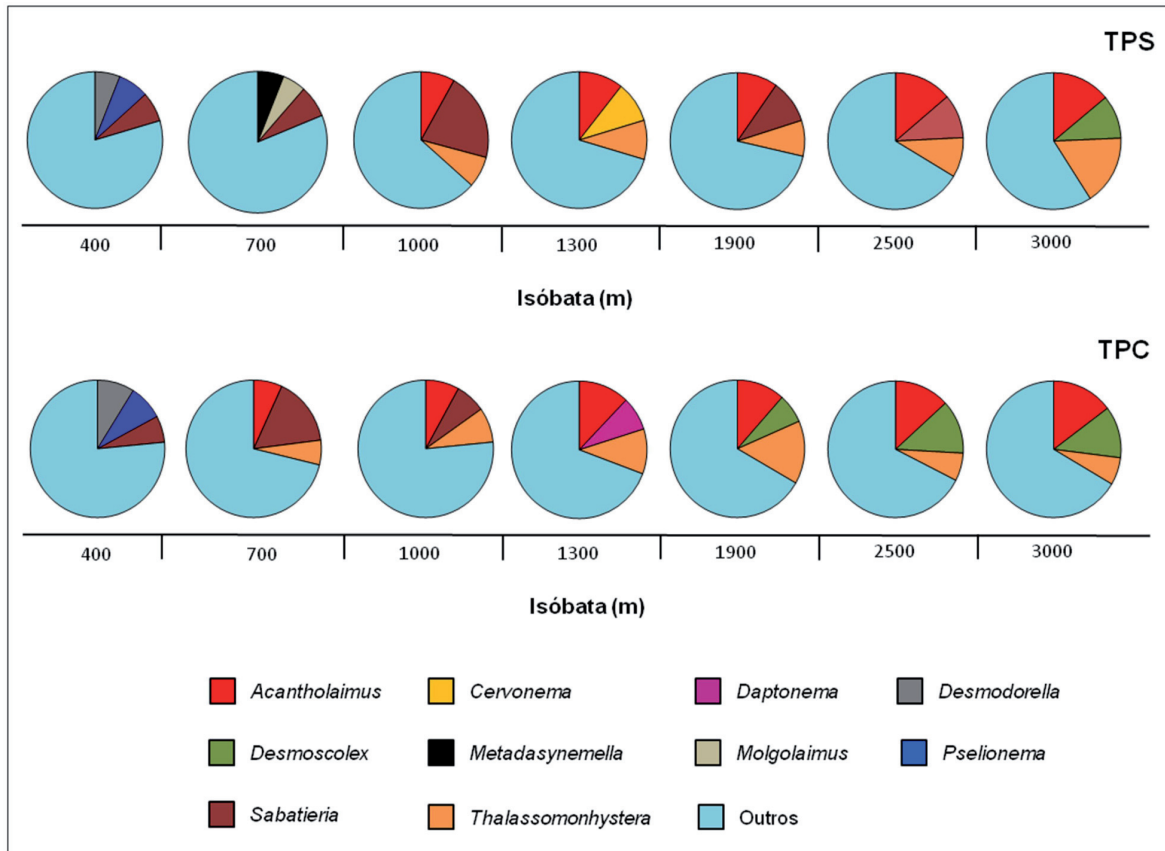 TPS
400 700 1000 1300 1900 2500 3000
Isóbata (m)
TPC
400 700 1000 1300 1900 2500 3000
Isóbata (m)
Acantholaimus Cervonema Daptonema Desmodorella
Desmoscolex Metadasynemella Molgolaimus Pselionema
Sabatieria Thalassomonhystera Outros